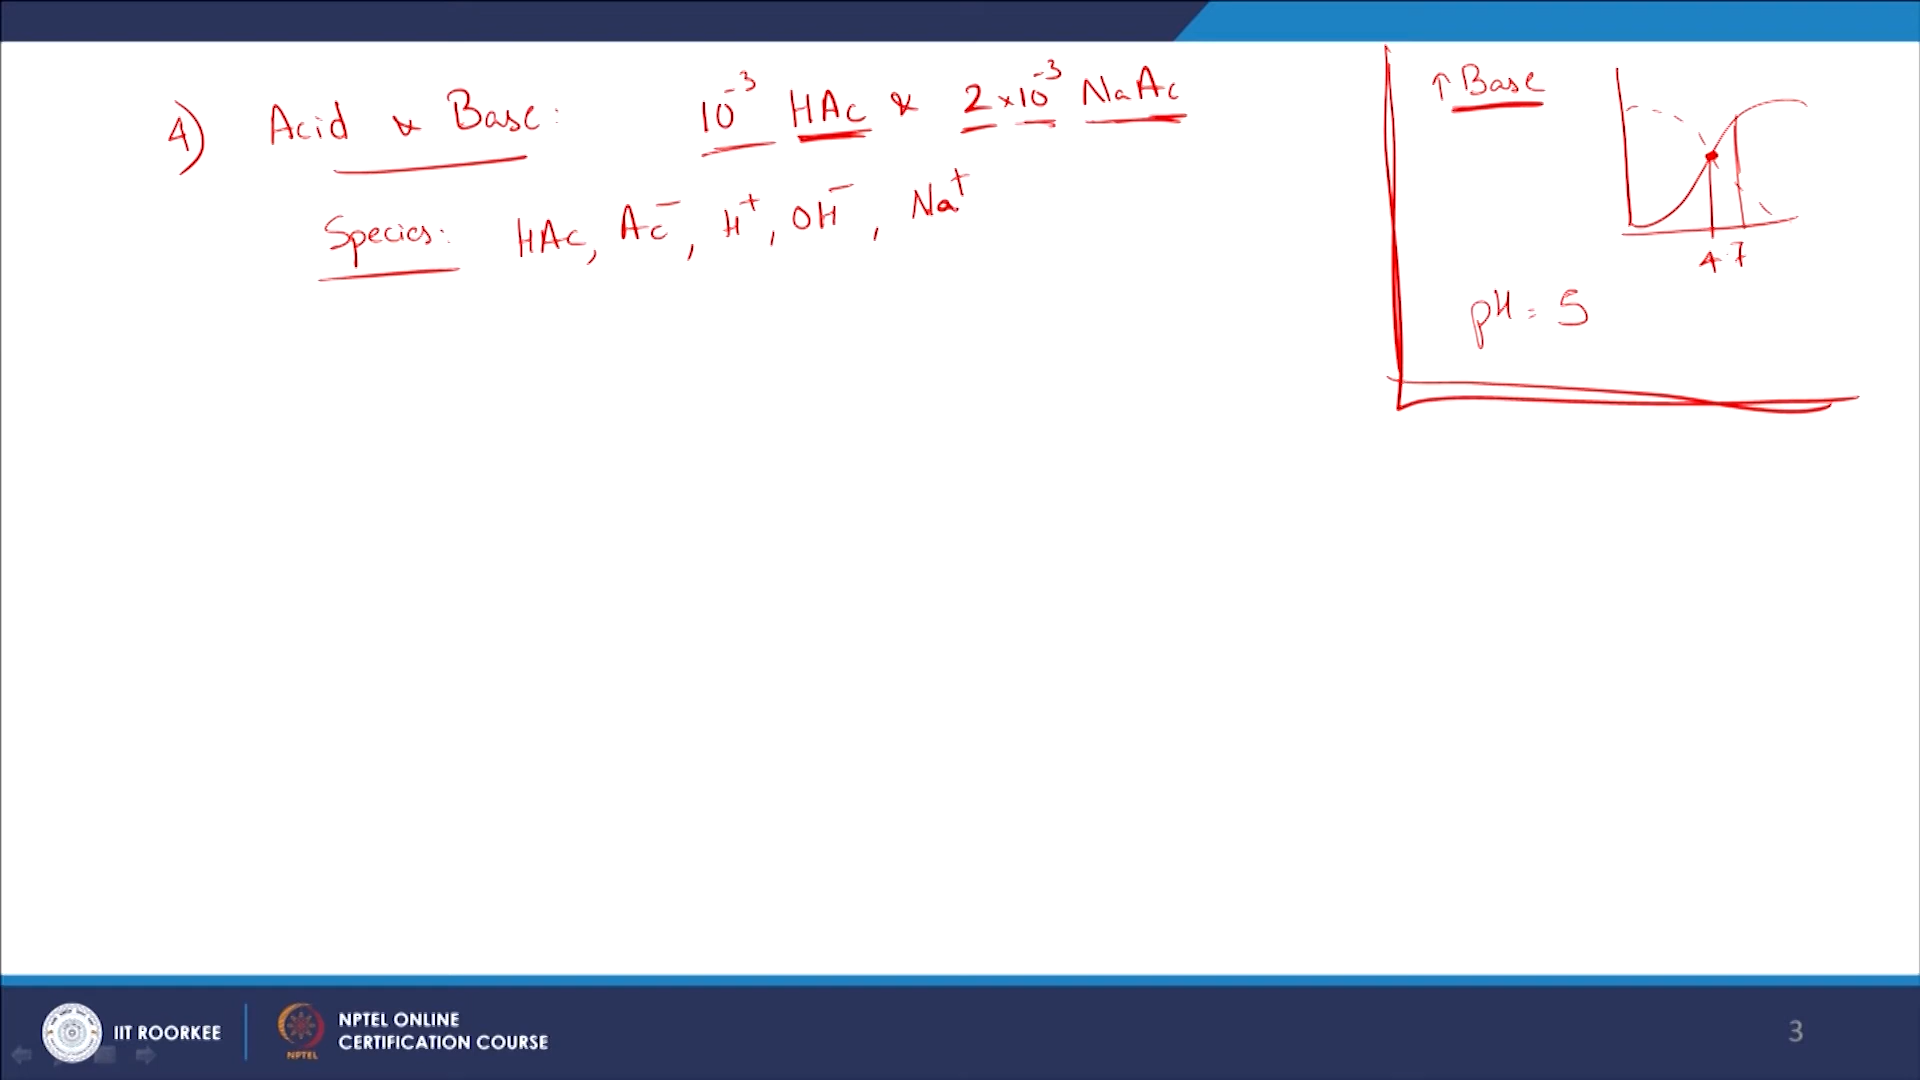 4) Acid & Base: 10⁻³ HAc & 2×10⁻³ NaAc
Species: HAc, Ac⁻, H⁺, OH⁻, Na⁺
↑ Base
4.7
pH = 5
IIT ROORKEE
NPTEL
NPTEL ONLINE
CERTIFICATION COURSE
3